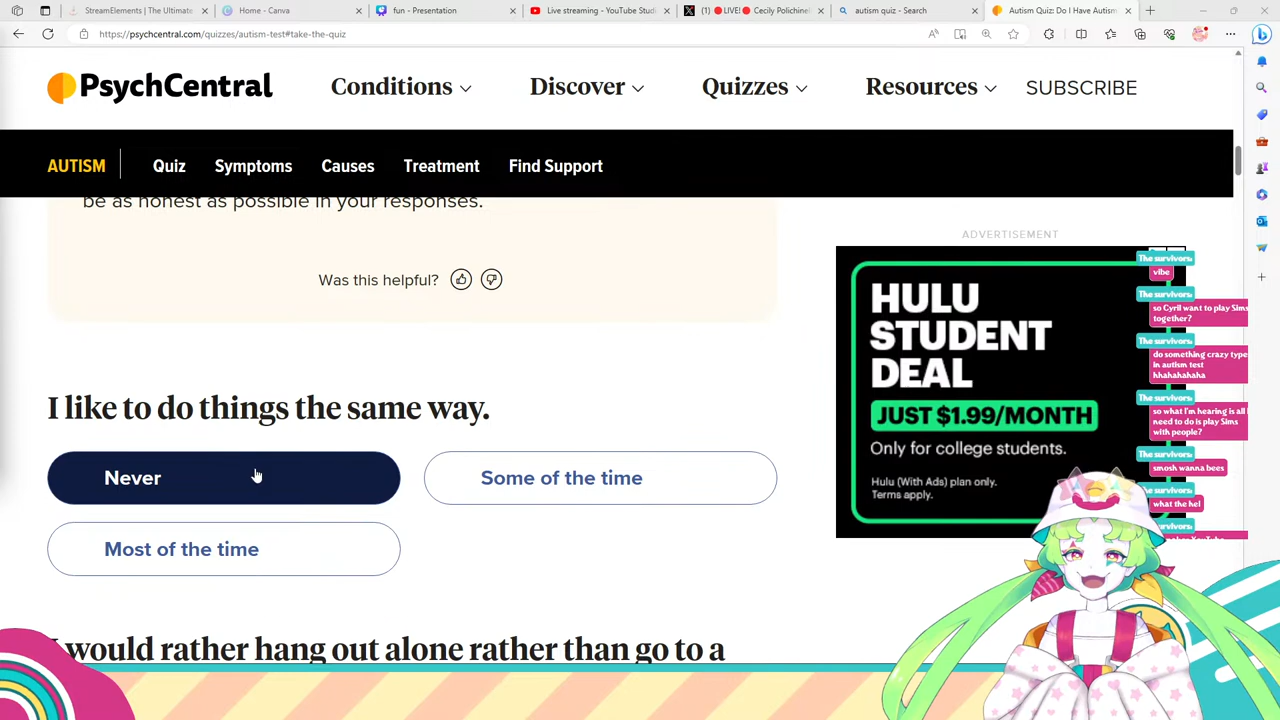 StreamElements | The Ultimate
Home - Canva
fun - Presentation
Live streaming - YouTube Studi
(1) 🔴LIVE!🔴 Cecily Polichinel
autism quiz - Search
Autism Quiz: Do I Have Autism
https://psychcentral.com/quizzes/autism-test#take-the-quiz
PsychCentral
Conditions
Discover
Quizzes
Resources
SUBSCRIBE
AUTISM
Quiz
Symptoms
Causes
Treatment
Find Support
be as honest as possible in your responses.
Was this helpful?
I like to do things the same way.
Never
Some of the time
Most of the time
I would rather hang out alone rather than go to a
ADVERTISEMENT
HULU
STUDENT
DEAL
JUST $1.99/MONTH
Only for college students.
Hulu (With Ads) plan only.
Terms apply.
The survivors:
vibe
The survivors:
so Cyril want to play Sims
together?
The survivors:
do something crazy type
in autism test
hhahahahaha
The survivors:
so what I'm hearing is all I
need to do is play Sims
with people?
The survivors:
smosh wanna bees
The survivors:
what the hel
survivors: